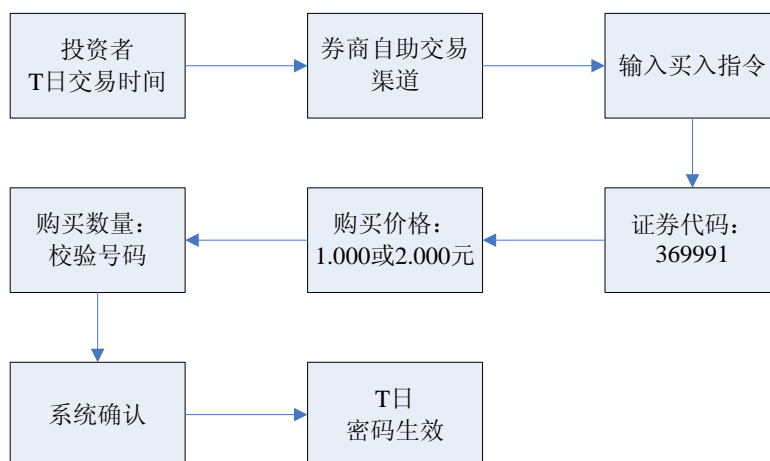 投资者
T日交易时间
券商自助交易
渠道
输入买入指令
证券代码：
369991
购买价格：
1.000或2.000元
购买数量：
校验号码
系统确认
T日
密码生效